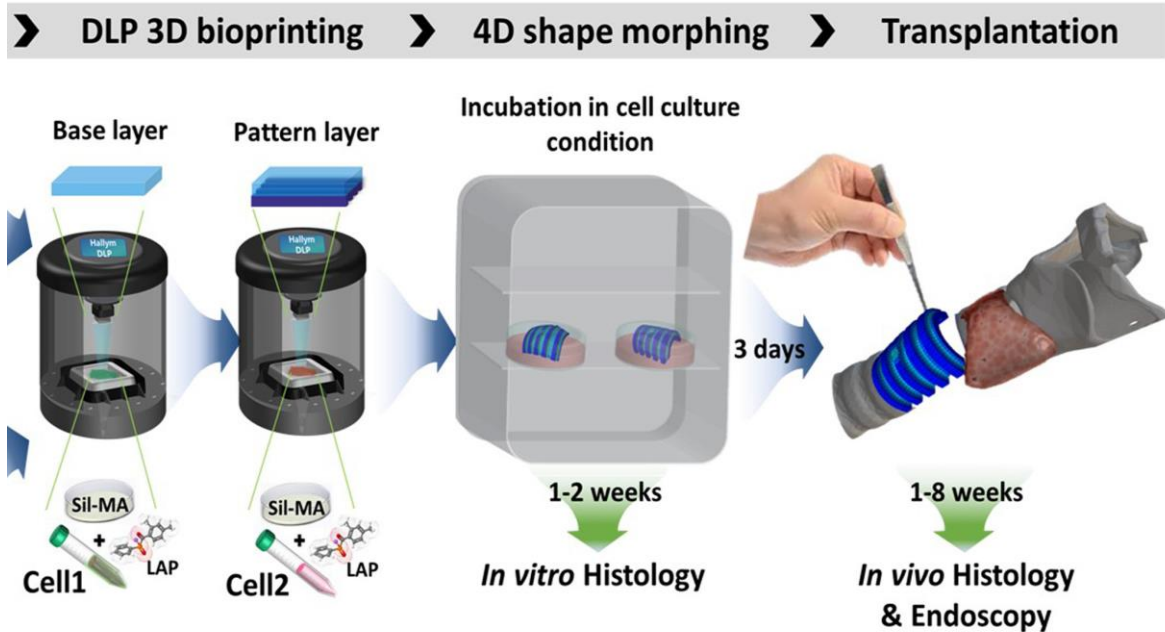 DLP 3D bioprinting
4D shape morphing
Transplantation
Base layer
Pattern layer
Incubation in cell culture
condition
Hallym
DLP
Hallym
DLP
3 days
Sil-MA
+
LAP
Cell1
Sil-MA
+
LAP
Cell2
1-2 weeks
In vitro Histology
1-8 weeks
In vivo Histology
& Endoscopy